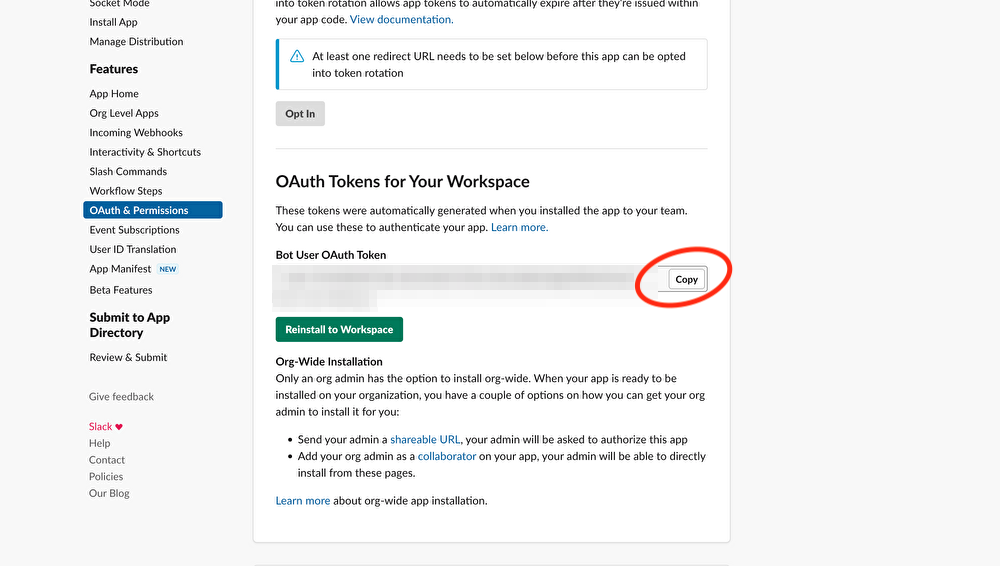 Socket Mode
Install App
Manage Distribution
Features
App Home
Org Level Apps
Incoming Webhooks
Interactivity & Shortcuts
Slash Commands
Workflow Steps
OAuth & Permissions
Event Subscriptions
User ID Translation
App Manifest NEW
Beta Features
Submit to App
Directory
Review & Submit
Give feedback
Slack ♥
Help
Contact
Policies
Our Blog
into token rotation allows app tokens to automatically expire after they're issued within
your app code. View documentation.
At least one redirect URL needs to be set below before this app can be opted
into token rotation
Opt In
OAuth Tokens for Your Workspace
These tokens were automatically generated when you installed the app to your team.
You can use these to authenticate your app. Learn more.
Bot User OAuth Token
Copy
Reinstall to Workspace
Org-Wide Installation
Only an org admin has the option to install org-wide. When your app is ready to be
installed on your organization, you have a couple of options on how you can get your org
admin to install it for you:
• Send your admin a shareable URL, your admin will be asked to authorize this app
• Add your org admin as a collaborator on your app, your admin will be able to directly
install from these pages.
Learn more about org-wide app installation.